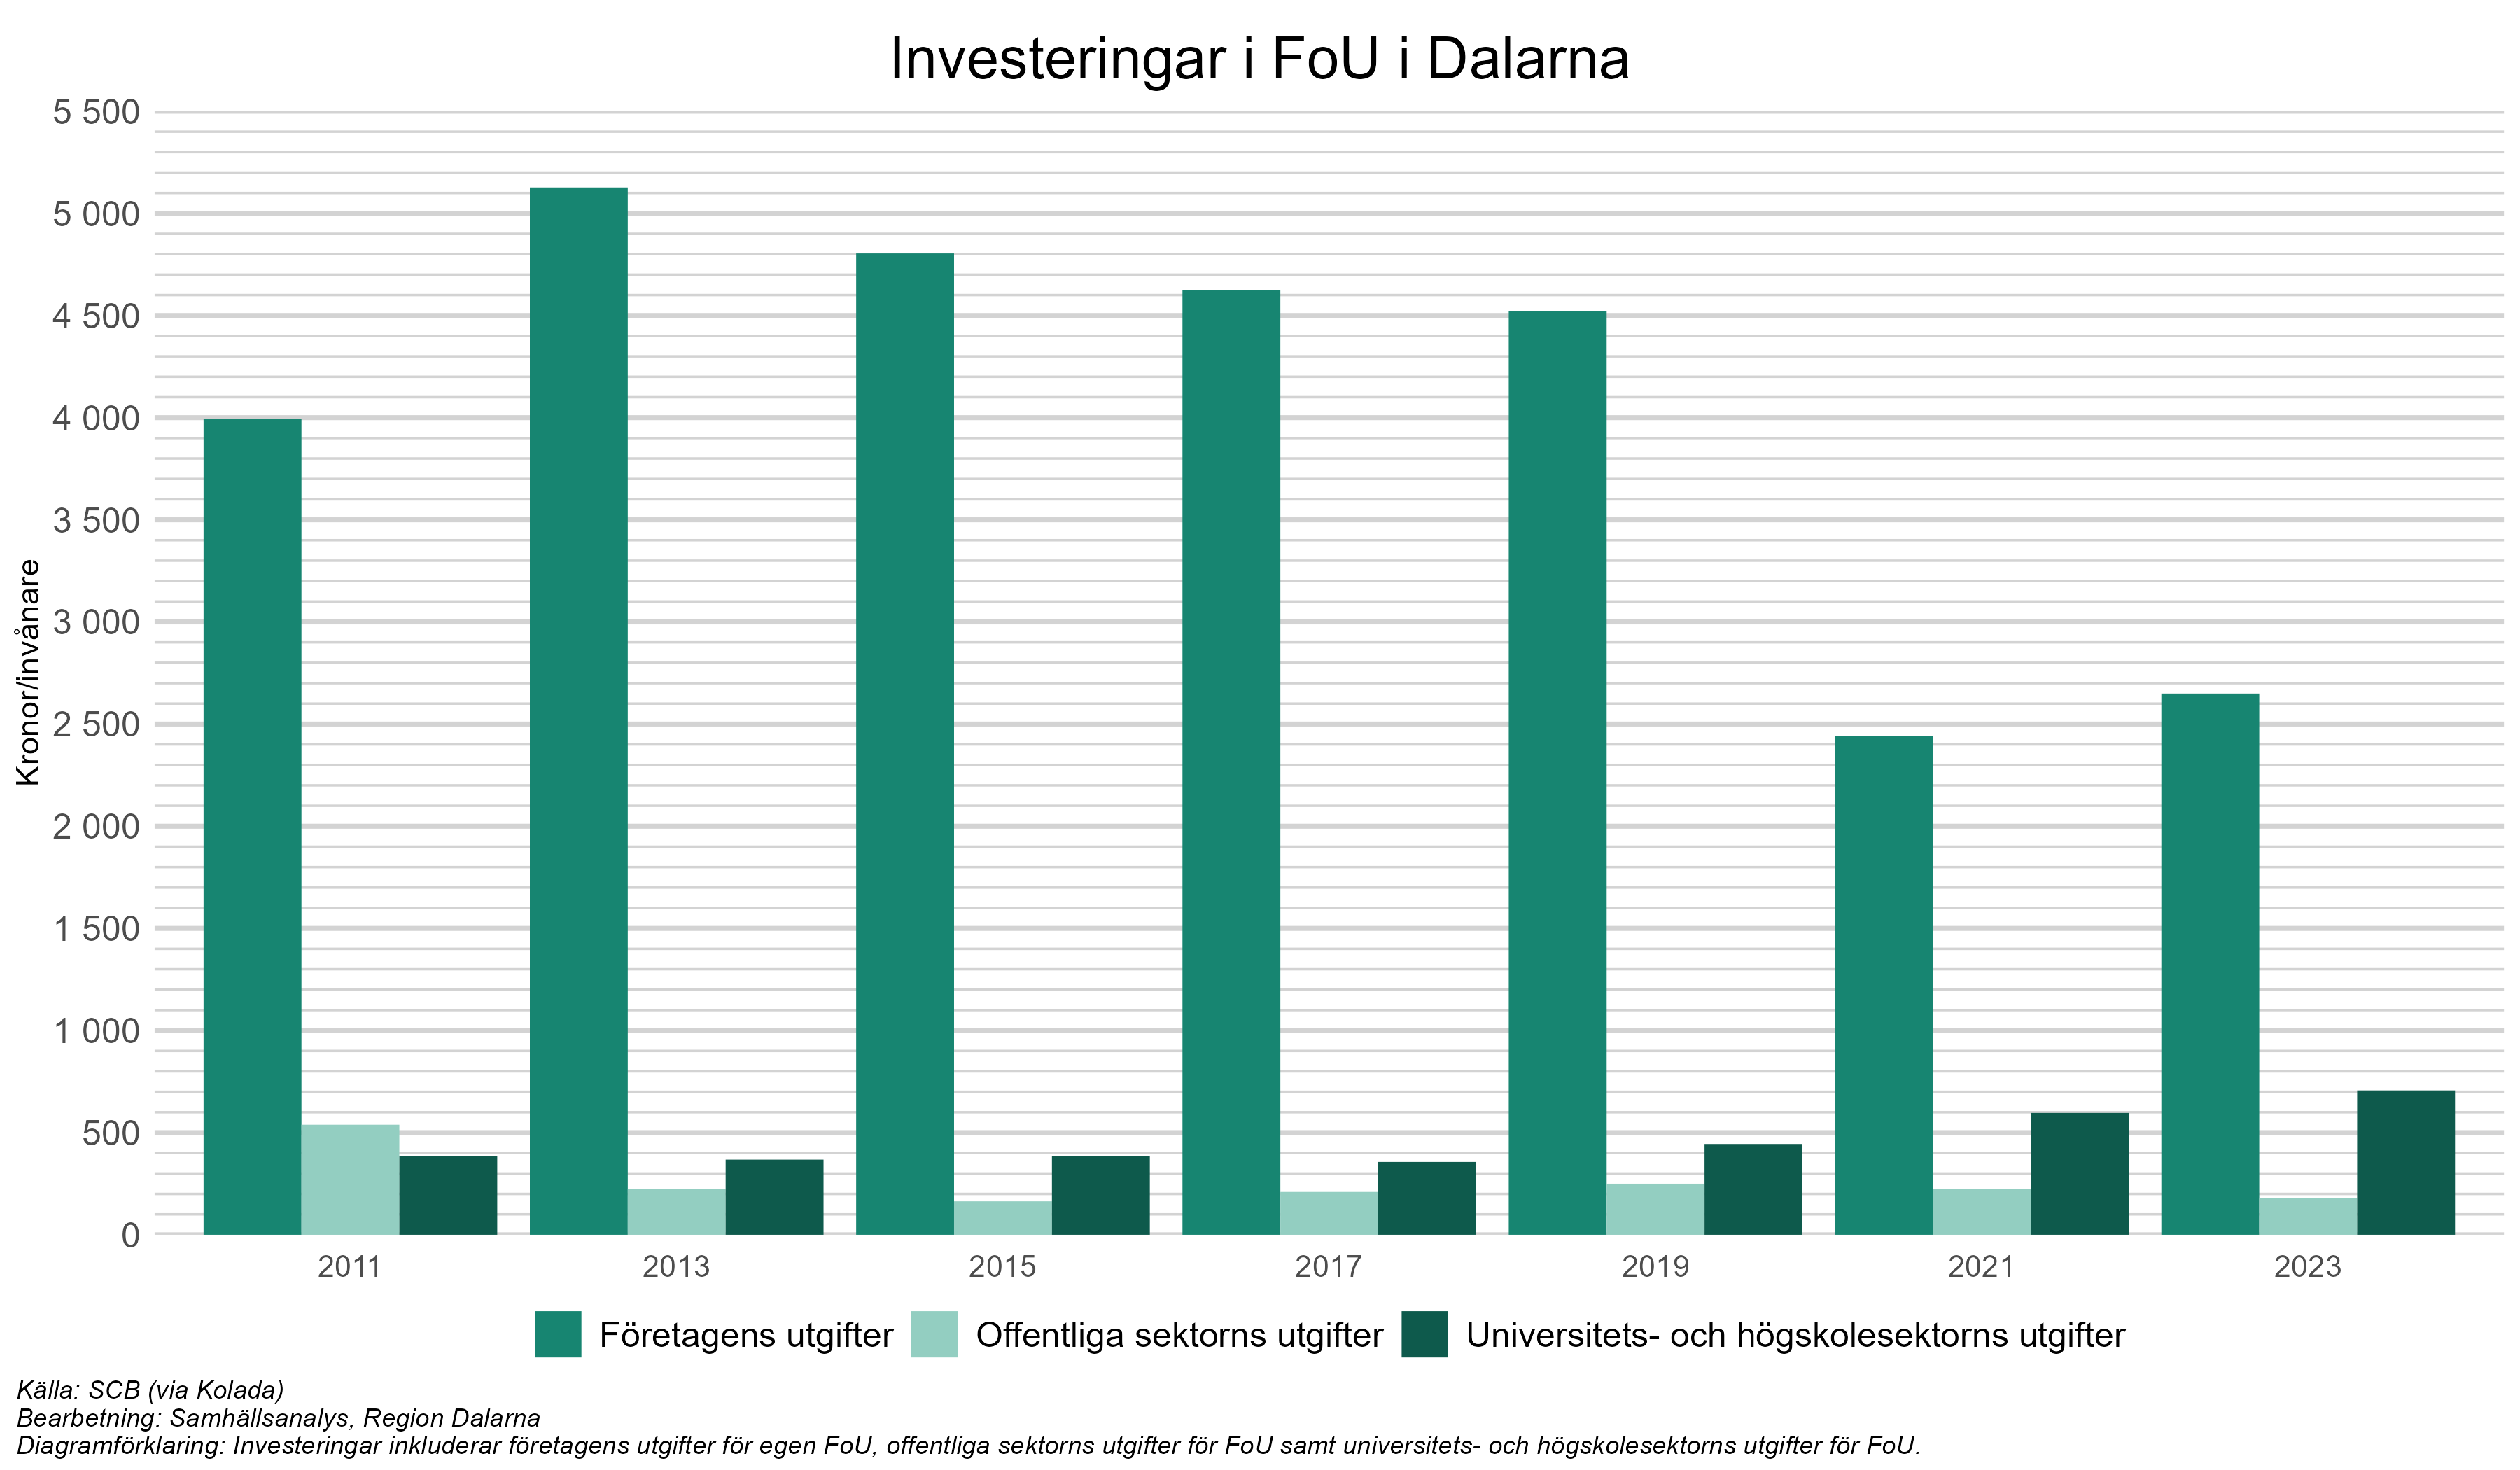 Investeringar i FoU i Dalarna
Kronor/invånare
5 500
5 000
4 500
4 000
3 500
3 000
2 500
2 000
1 500
1 000
500
0
2011 2013 2015 2017 2019 2021 2023
Företagens utgifter Offentliga sektorns utgifter Universitets- och högskolesektorns utgifter
Källa: SCB (via Kolada)
Bearbetning: Samhällsanalys, Region Dalarna
Diagramförklaring: Investeringar inkluderar företagens utgifter för egen FoU, offentliga sektorns utgifter för FoU samt universitets- och högskolesektorns utgifter för FoU.